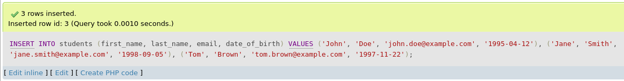 3 rows inserted.
Inserted row id: 3 (Query took 0.0010 seconds.)
INSERT INTO students (first_name, last_name, email, date_of_birth) VALUES ('John', 'Doe', 'john.doe@example.com', '1995-04-12'), ('Jane', 'Smith',
'jane.smith@example.com', '1998-09-05'), ('Tom', 'Brown', 'tom.brown@example.com', '1997-11-22');
[ Edit inline ] [ Edit ] [ Create PHP code ]